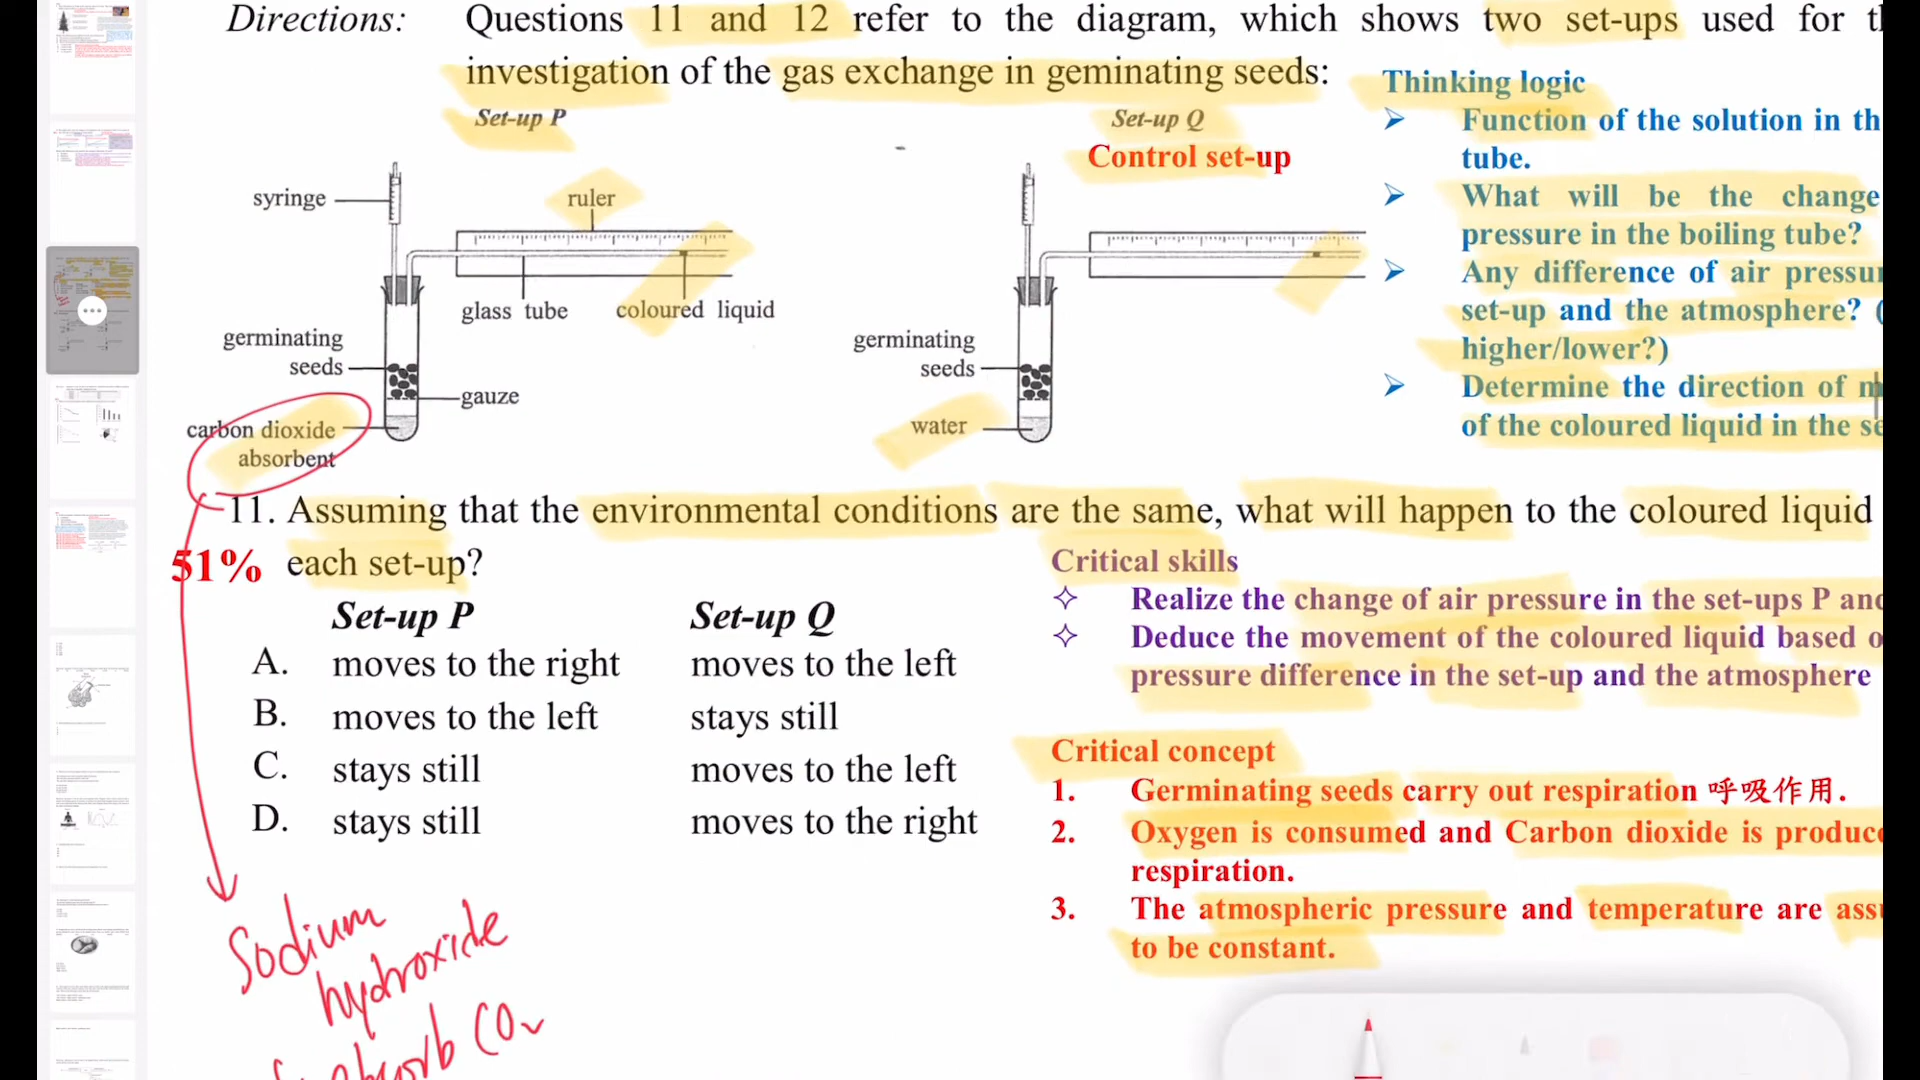 Directions: Questions 11 and 12 refer to the diagram, which shows two set-ups used for
investigation of the gas exchange in geminating seeds:
Set-up P
Set-up Q
Control set-up
syringe
ruler
glass tube
coloured liquid
germinating
seeds
gauze
carbon dioxide
absorbent
germinating
seeds
water
Thinking logic
➢ Function of the solution in
tube.
➢ What will be the change
pressure in the boiling tube?
➢ Any difference of air
set-up and the atmosphere? (
higher/lower?)
➢ Determine the direction of
of the coloured liquid in the
11. Assuming that the environmental conditions are the same, what will happen to the coloured liquid
51% each set-up?
Set-up P Set-up Q
A. moves to the right moves to the left
B. moves to the left stays still
C. stays still moves to the left
D. stays still moves to the right
Critical skills
✧ Realize the change of air pressure in the set-ups P
✧ Deduce the movement of the coloured liquid based
pressure difference in the set-up and the atmosphere
Critical concept
1. Germinating seeds carry out respiration 呼吸作用.
2. Oxygen is consumed and Carbon dioxide is
respiration.
3. The atmospheric pressure and temperature are
to be constant.
Sodium
hydroxide
absorb CO₂